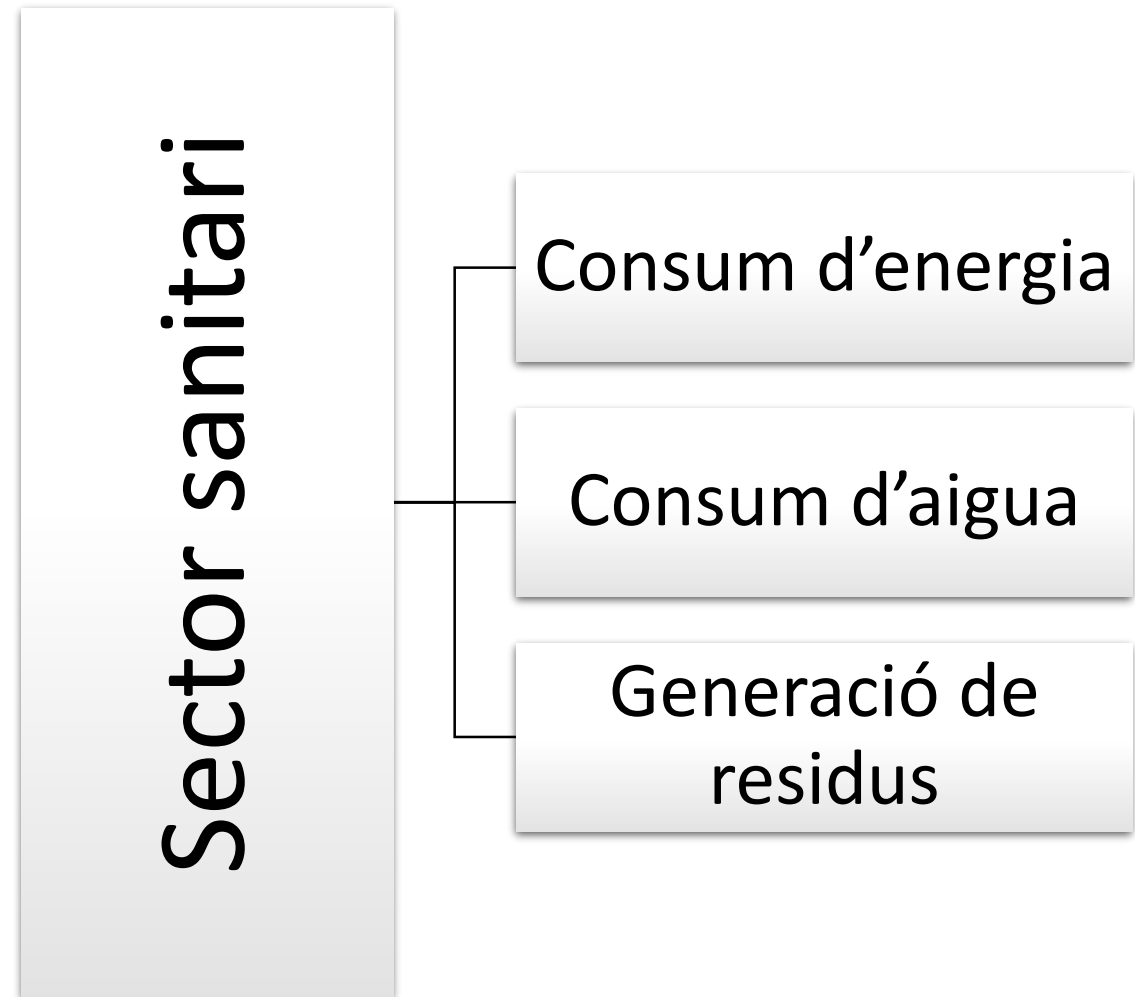 Sector sanitari
Consum d’energia
Consum d’aigua
Generació de
residus